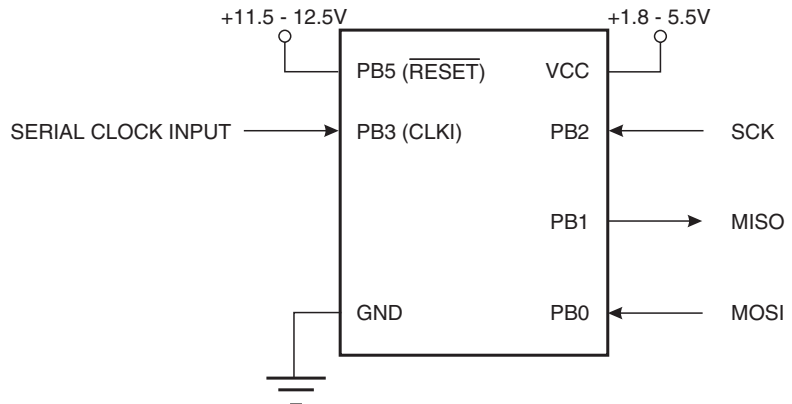 +11.5 - 12.5V
+1.8 - 5.5V
PB5 (RESET)
VCC
SERIAL CLOCK INPUT
PB3 (CLKI)
PB2
SCK
PB1
MISO
GND
PB0
MOSI